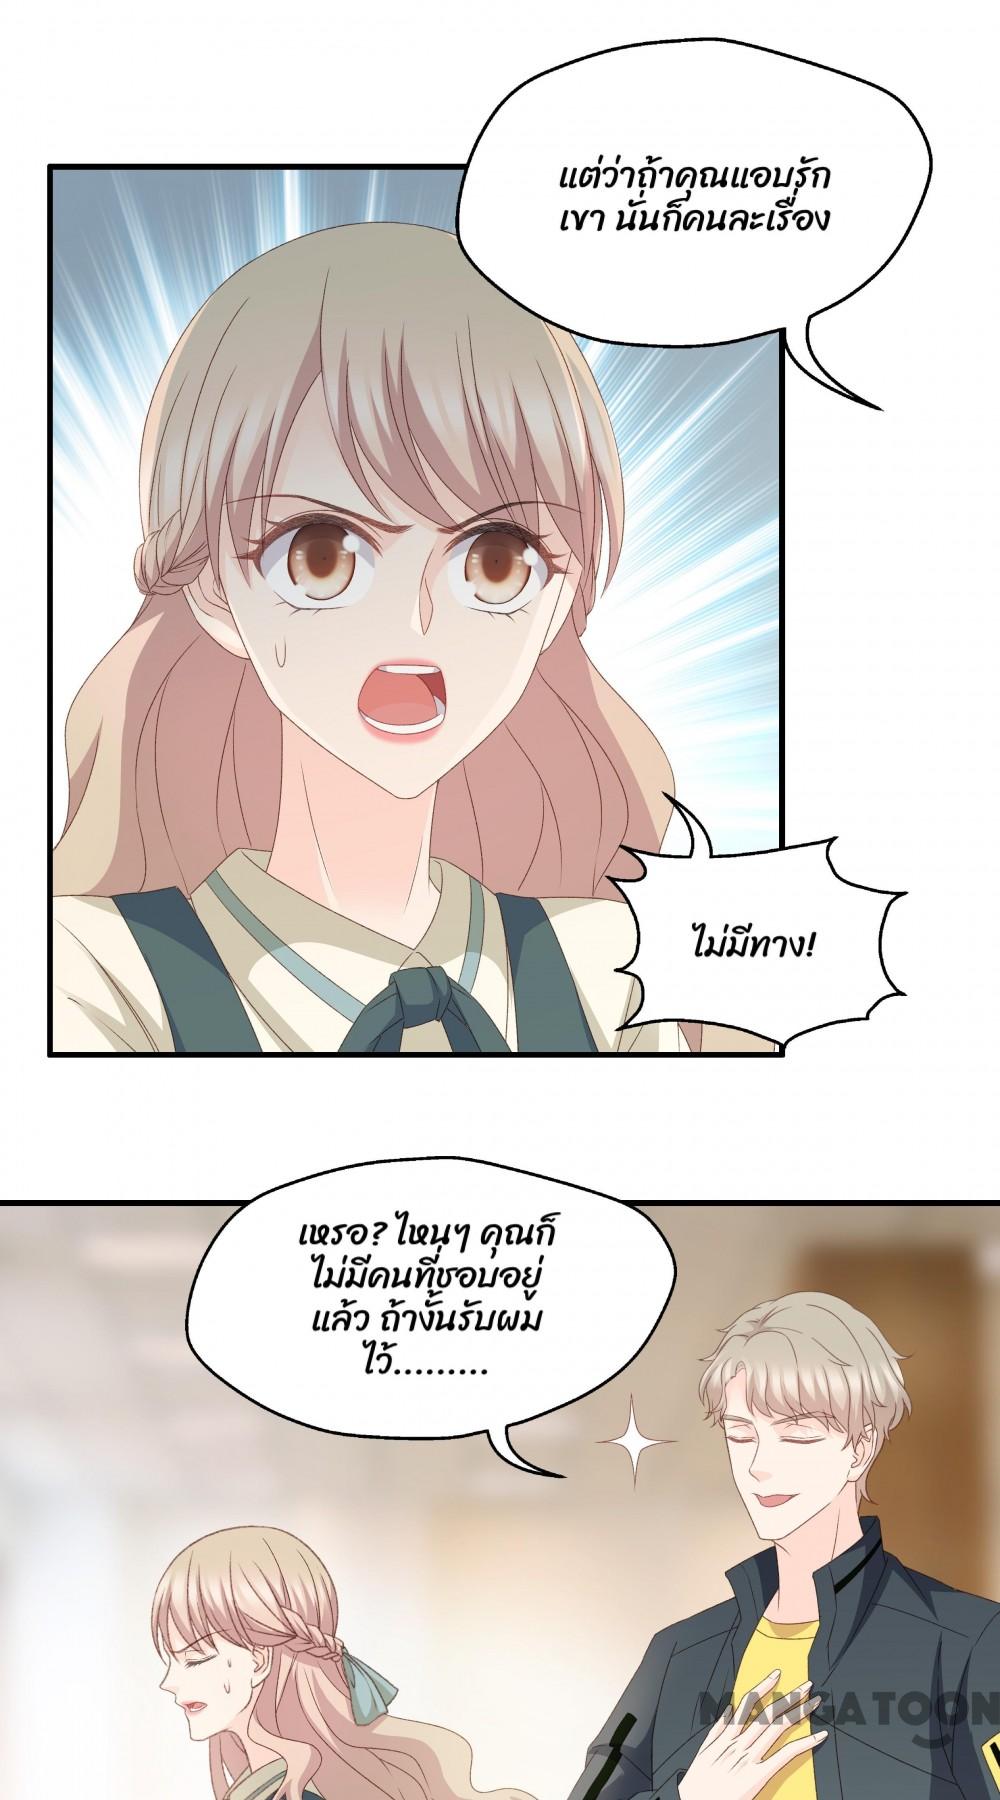 แต่ว่าถ้าคุณแอบรัก
เขา นั่นก็คนละเรื่อง
ไม่มีทาง!
เหรอ? ไหนๆ คุณก็
ไม่มีคนที่ชอบอยู่
แล้ว ถ้างั้นรับผม
ไว้.........
MANGATOON